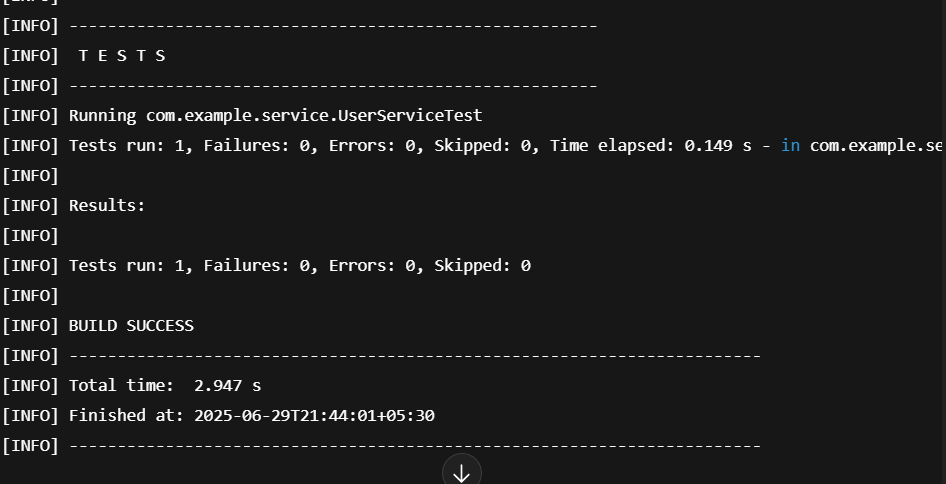 [INFO] -------------------------------------------------------
[INFO]  T E S T S
[INFO] -------------------------------------------------------
[INFO] Running com.example.service.UserServiceTest
[INFO] Tests run: 1, Failures: 0, Errors: 0, Skipped: 0, Time elapsed: 0.149 s - in com.example.se
[INFO]
[INFO] Results:
[INFO]
[INFO] Tests run: 1, Failures: 0, Errors: 0, Skipped: 0
[INFO]
[INFO] BUILD SUCCESS
[INFO] ------------------------------------------------------------------------
[INFO] Total time:  2.947 s
[INFO] Finished at: 2025-06-29T21:44:01+05:30
[INFO] ------------------------------------------------------------------------